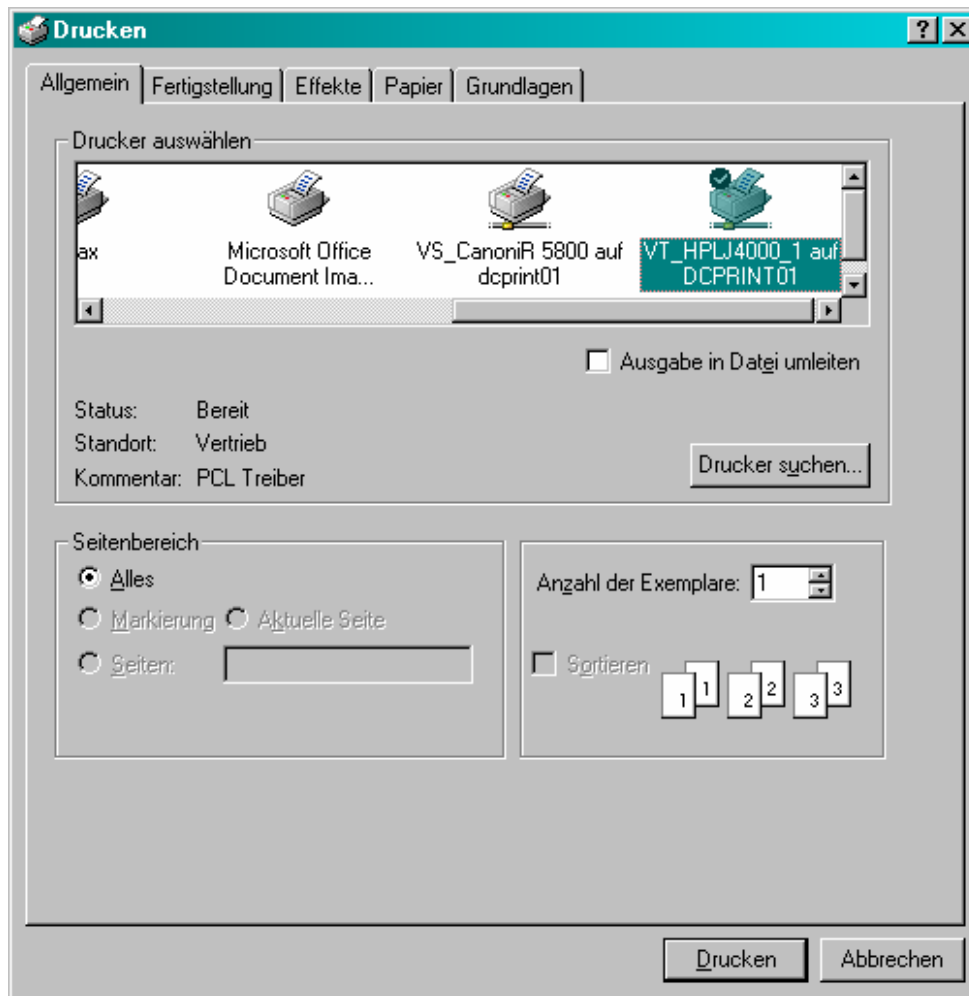 Drucken
Allgemein Fertigstellung Effekte Papier Grundlagen
Drucker auswählen
ax
Microsoft Office
Document Ima...
VS_CanoniR 5800 auf
dcprint01
VT_HPLJ4000_1 auf
DCPRINT01
Ausgabe in Datei umleiten
Status: Bereit
Standort: Vertrieb
Kommentar: PCL Treiber
Drucker suchen...
Seitenbereich
Alles
Markierung Aktuelle Seite
Seiten:
Anzahl der Exemplare: 1
Sortieren
1 1 2 2 3 3
Drucken Abbrechen